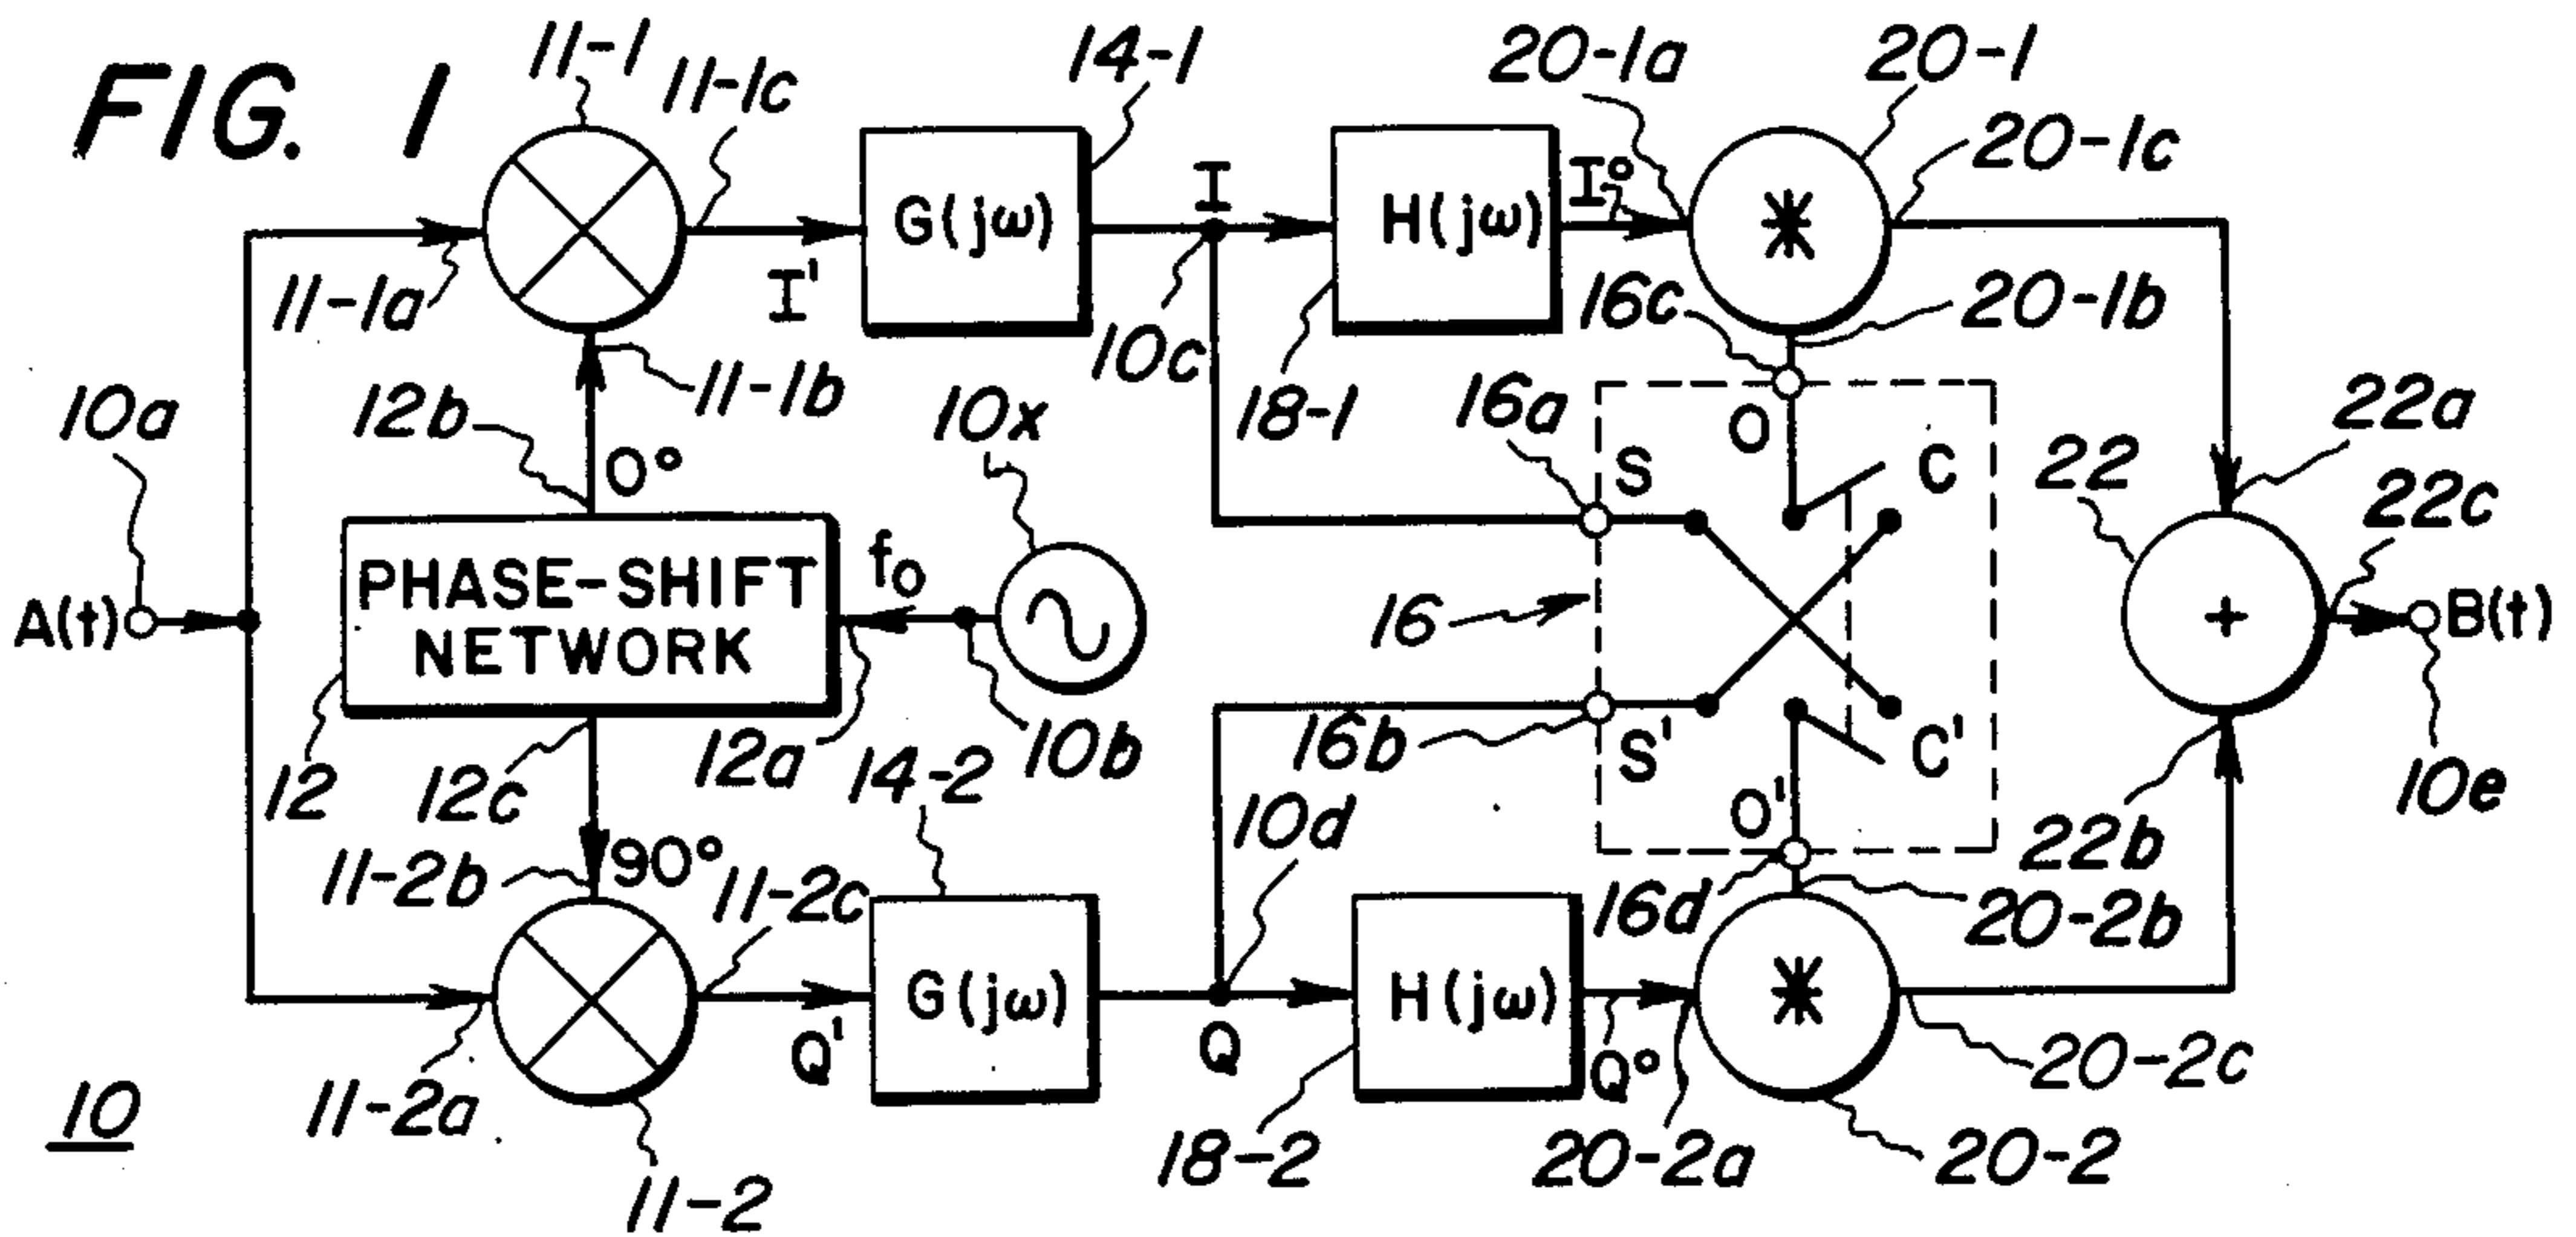 FIG. 1
11-1
11-1c
14-1
20-1a
20-1
20-1c
G(jω)
I
H(jω)
I°
*
11-1a
I'
10c
16c
20-1b
10a
12b
11-1b
18-1
16a
O
22a
0°
10x
S
C
22
22c
A(t)
PHASE-SHIFT
NETWORK
fo
16
+
B(t)
12
12c
12a
10b
16b
S'
C'
10e
14-2
10d
O'
22b
11-2b
90°
11-2c
16d
20-2b
G(jω)
H(jω)
*
Q'
Q
Q°
20-2c
10
11-2a
11-2
18-2
20-2a
20-2